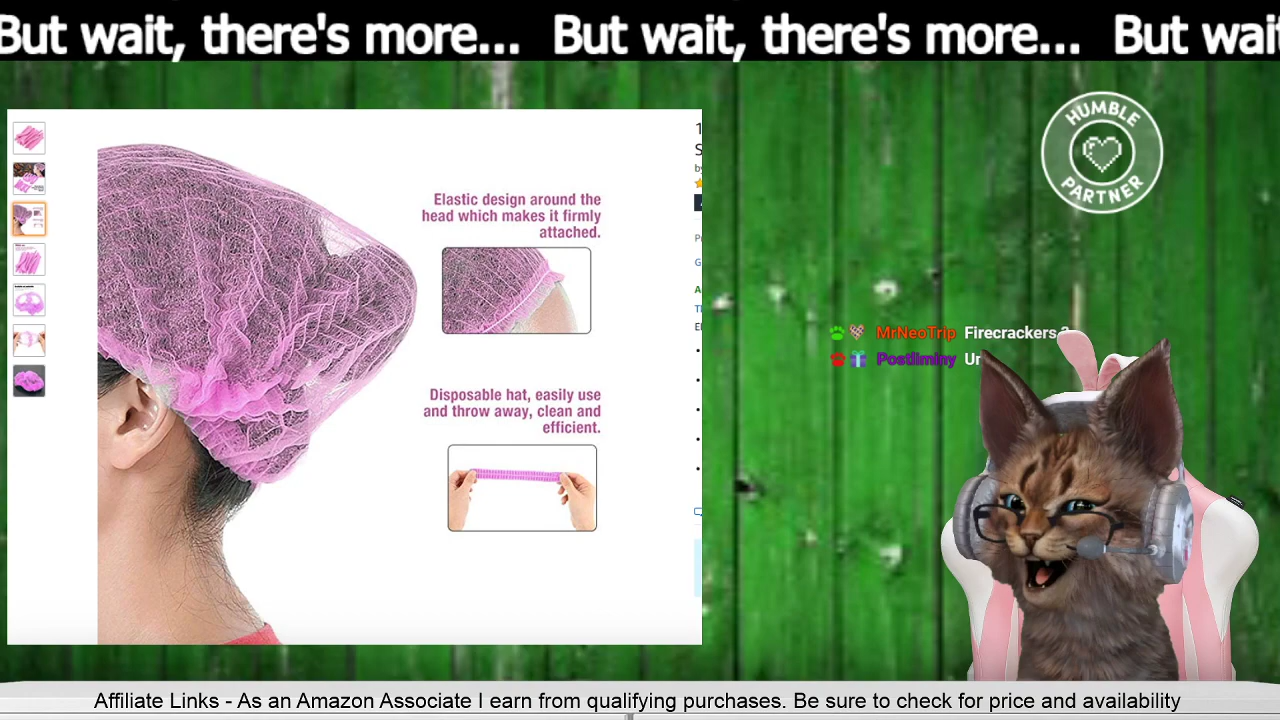 But wait, there's more... But wait, there's more... But wait
HUMBLE
PARTNER
Elastic design around the
head which makes it firmly
attached.
Disposable hat, easily use
and throw away, clean and
efficient.
MrNeoTrip Firecrackers ?
Postliminy
Affiliate Links - As an Amazon Associate I earn from qualifying purchases. Be sure to check for price and availability